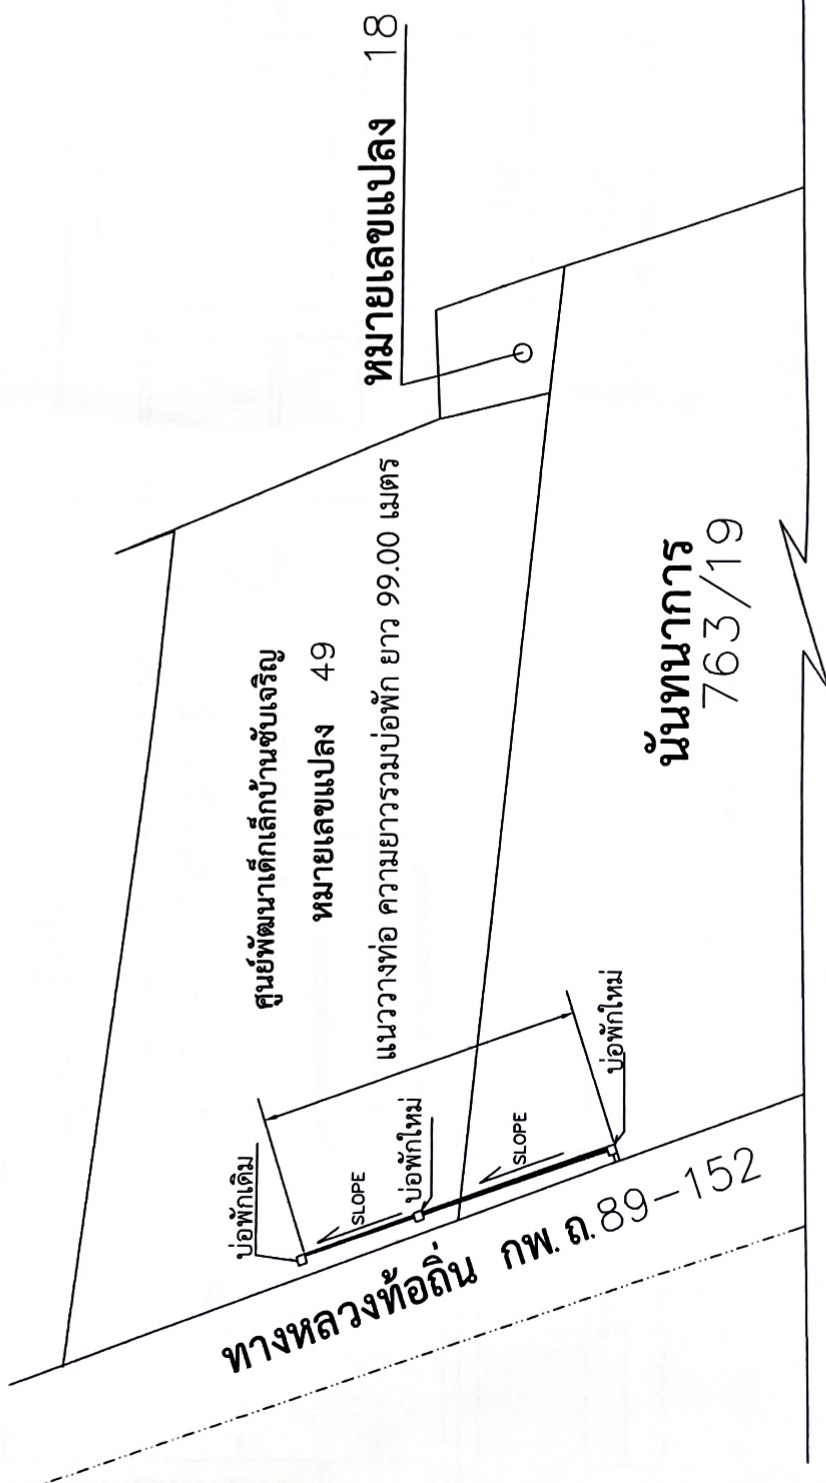 หมายเลขแปลง 18
ศูนย์พัฒนาเด็กเล็กบ้านซับเจริญ
หมายเลขแปลง 49
แนววางท่อ ความยาวรวมบ่อพัก ยาว 99.00 เมตร
นันทนาการ
763/19
บ่อพักเดิม
SLOPE
บ่อพักใหม่
SLOPE
บ่อพักใหม่
ทางหลวงท้อถิ่น กพ.ถ.89-152